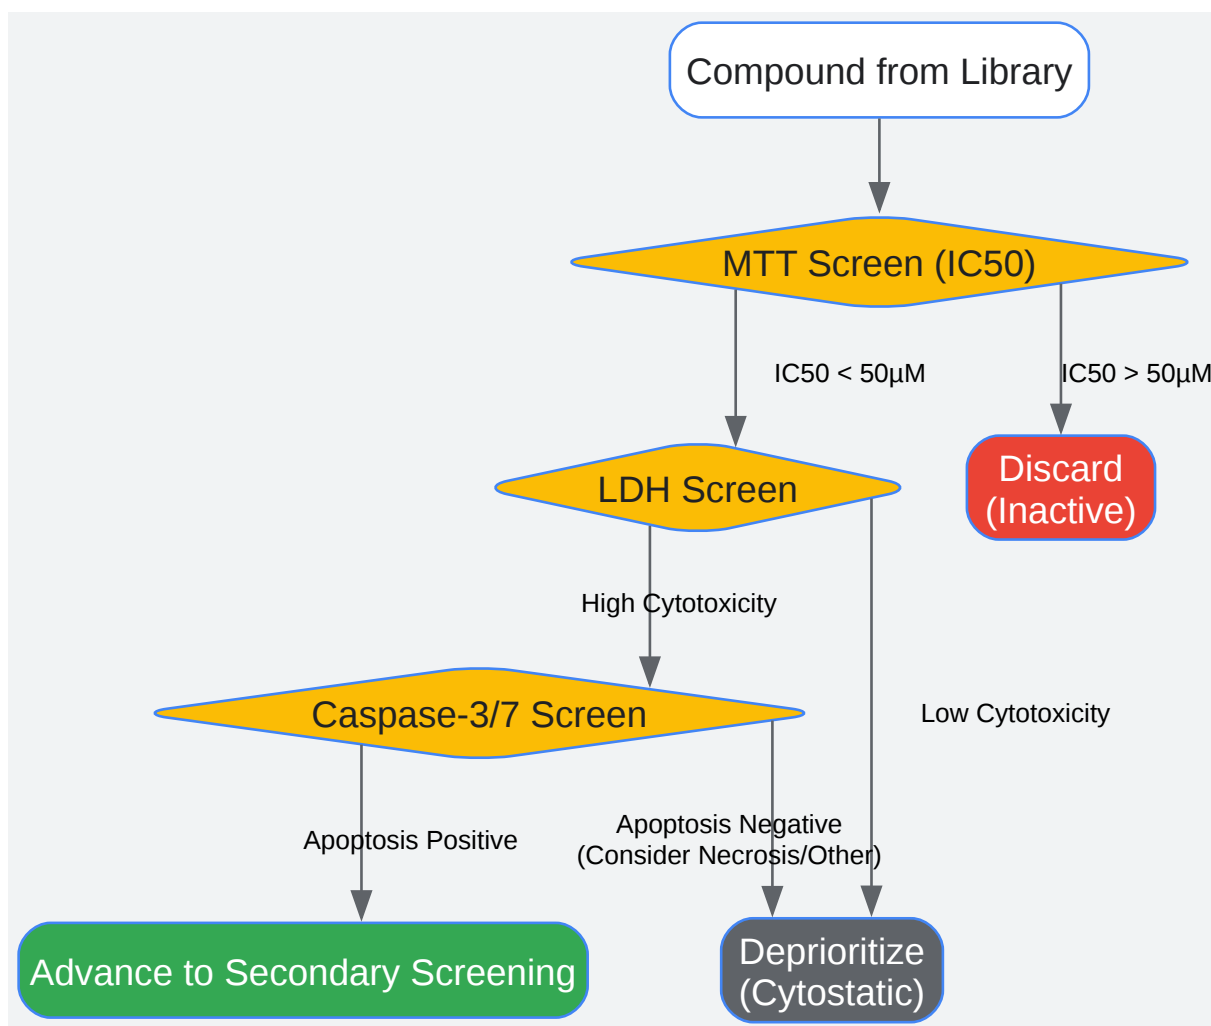 Compound from Library
MTT Screen (IC50)
IC50 < 50µM
IC50 > 50µM
LDH Screen
Discard
(Inactive)
High Cytotoxicity
Caspase-3/7 Screen
Low Cytotoxicity
Apoptosis Positive
Apoptosis Negative
(Consider Necrosis/Other)
Advance to Secondary Screening
Deprioritize
(Cytostatic)